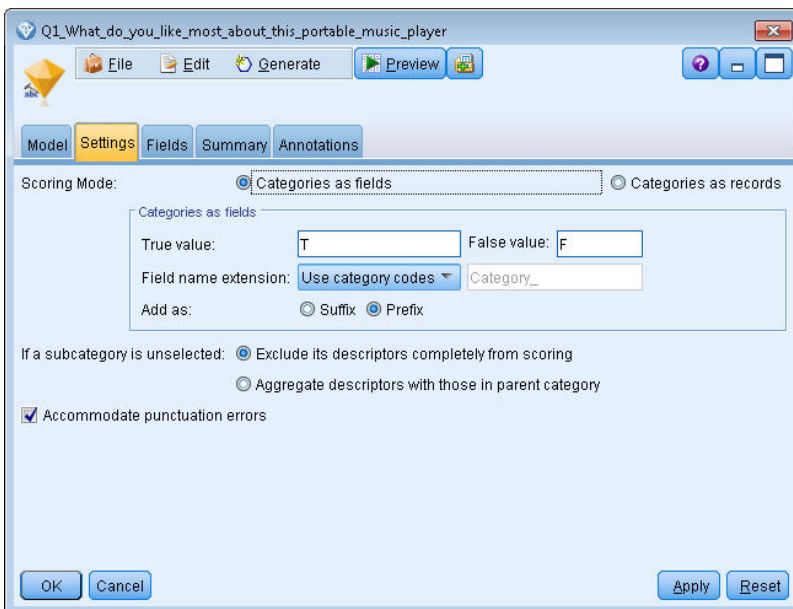 Q1_What_do_you_like_most_about_this_portable_music_player
File Edit Generate Preview
abc
Model Settings Fields Summary Annotations
Scoring Mode: Categories as fields Categories as records
Categories as fields
True value: T False value: F
Field name extension: Use category codes Category_
Add as: Suffix Prefix
If a subcategory is unselected: Exclude its descriptors completely from scoring
Aggregate descriptors with those in parent category
Accommodate punctuation errors
OK Cancel Apply Reset